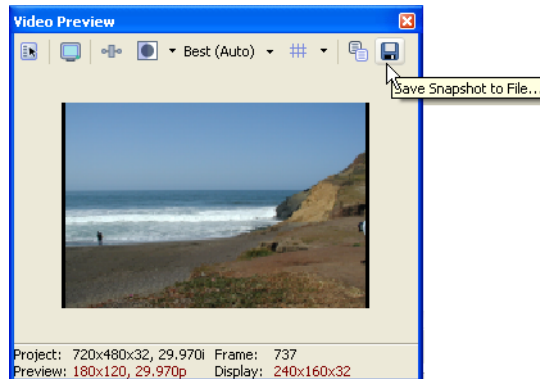 Video Preview
Best (Auto)
Save Snapshot to File...
Project: 720x480x32, 29.970i Frame: 737
Preview: 180x120, 29.970p Display: 240x160x32